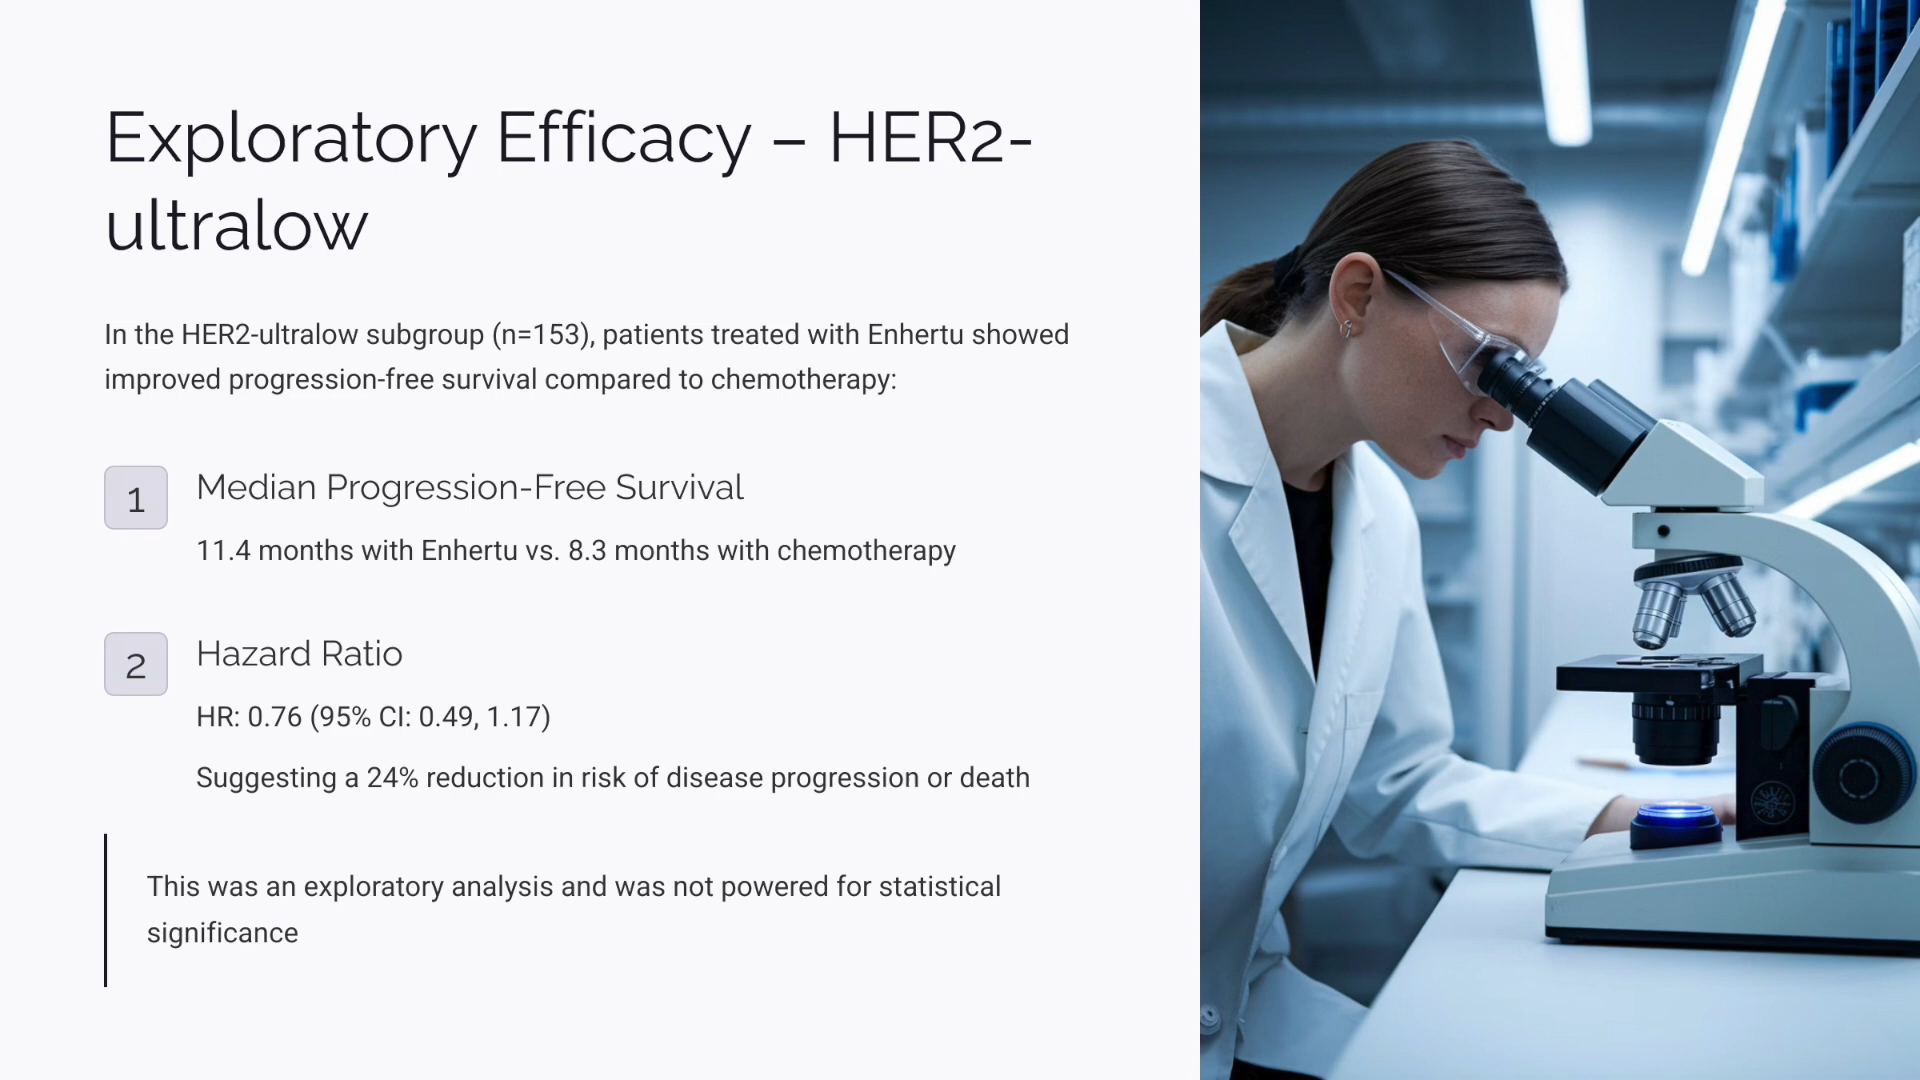 Exploratory Efficacy – HER2-
ultralow
In the HER2-ultralow subgroup (n=153), patients treated with Enhertu showed
improved progression-free survival compared to chemotherapy:
1
Median Progression-Free Survival
11.4 months with Enhertu vs. 8.3 months with chemotherapy
2
Hazard Ratio
HR: 0.76 (95% CI: 0.49, 1.17)
Suggesting a 24% reduction in risk of disease progression or death
This was an exploratory analysis and was not powered for statistical
significance